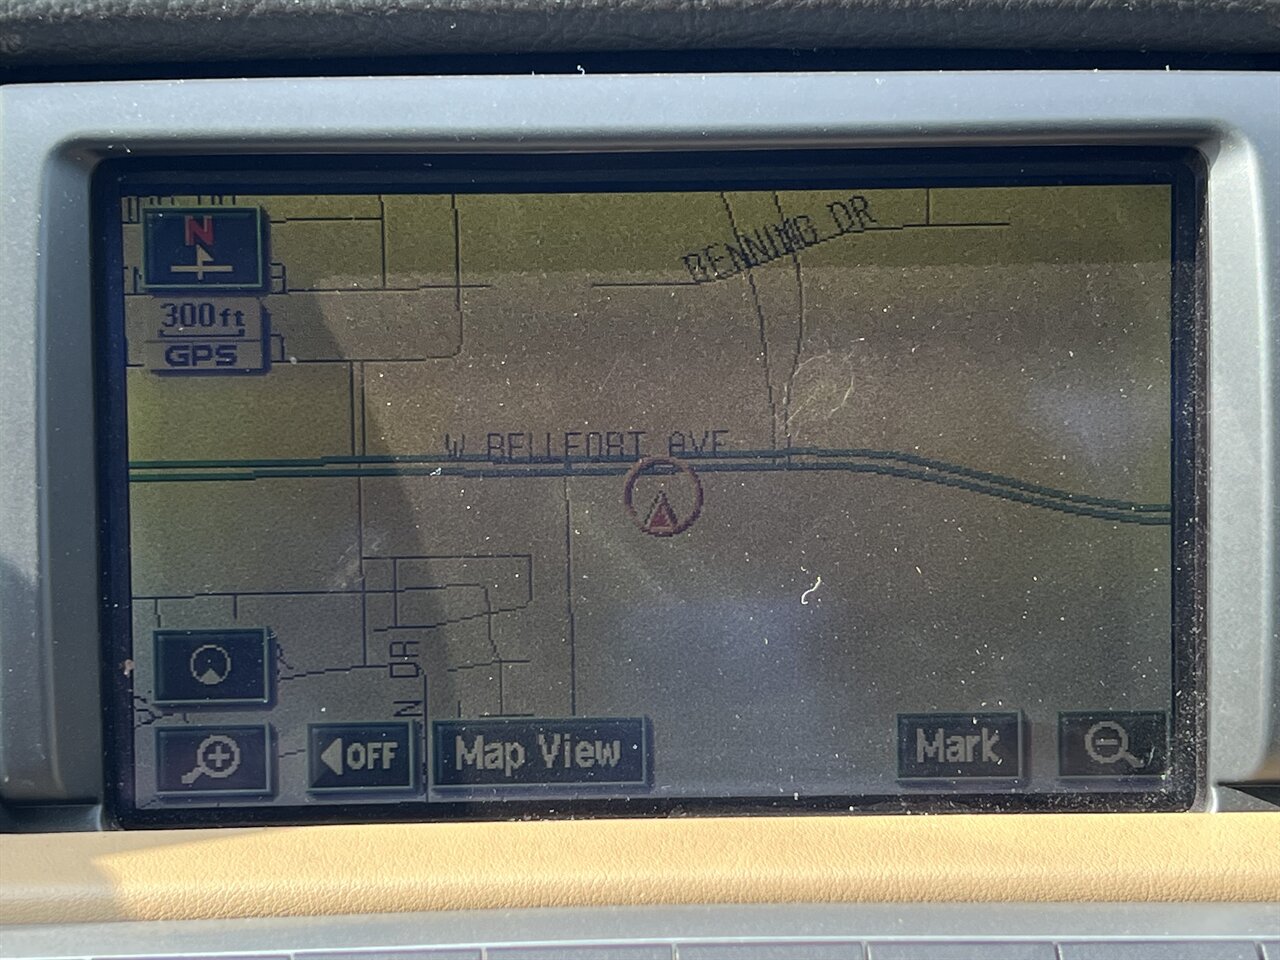 N
BENNING DR
300ft
GPS
W BELLFORT AVE
N DR
OFF
Map View
Mark